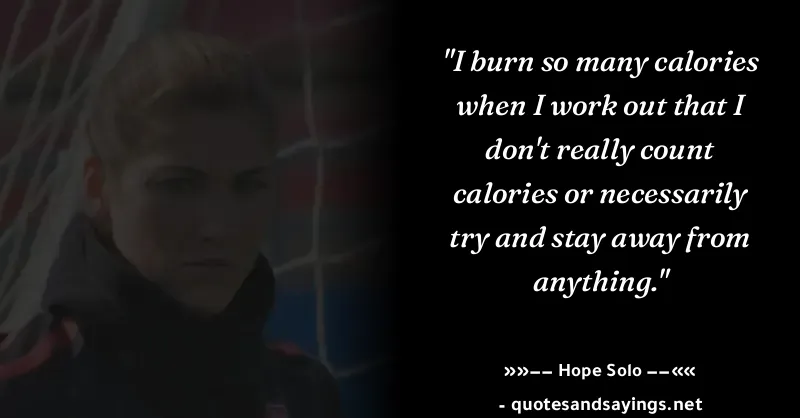 "I burn so many calories
when I work out that I
don't really count
calories or necessarily
try and stay away from
anything."
»»−− Hope Solo −−««
- quotesandsayings.net